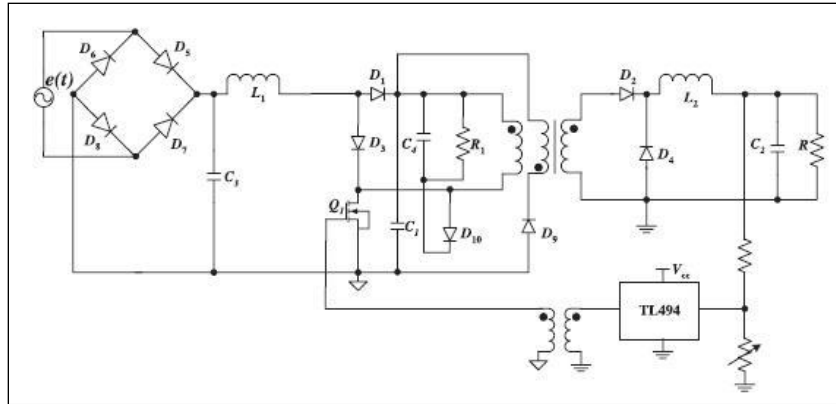 D6
D5
e(t)
D8
D7
L1
C3
D1
D3
C4
R1
Q1
C1
D10
D9
D2
L2
D4
C2
R
Vcc
TL494